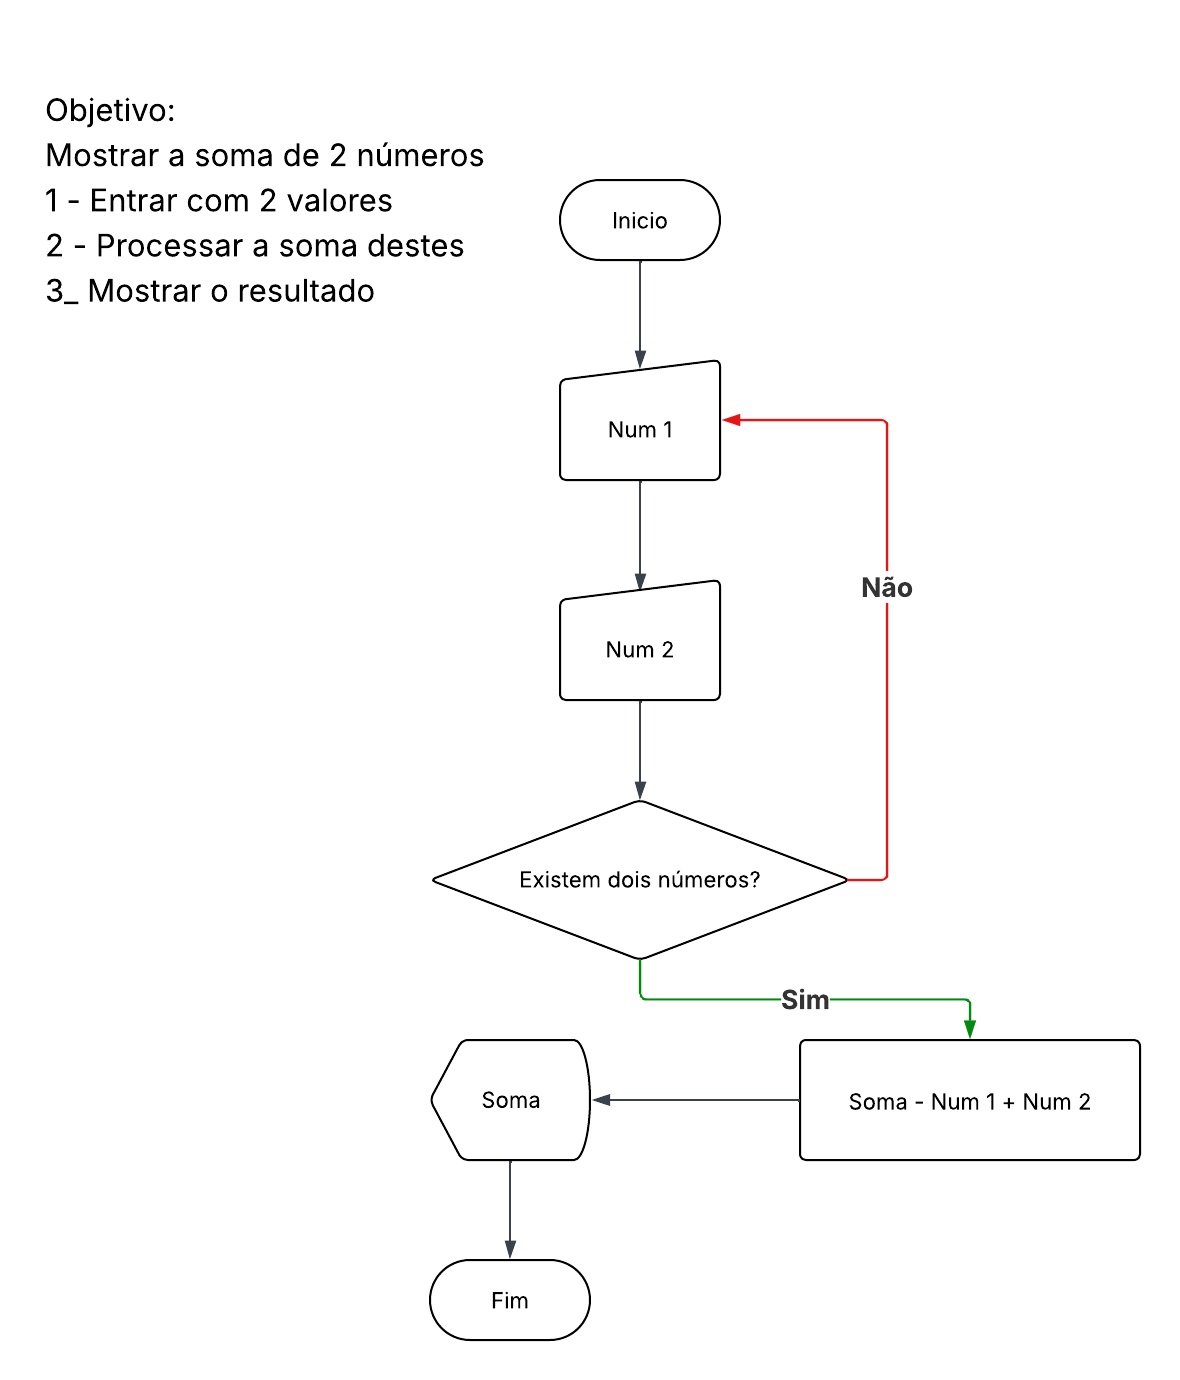 Objetivo:
Mostrar a soma de 2 números
1 - Entrar com 2 valores
2 - Processar a soma destes
3_ Mostrar o resultado
Inicio
Num 1
Não
Num 2
Existem dois números?
Sim
Soma
Soma - Num 1 + Num 2
Fim